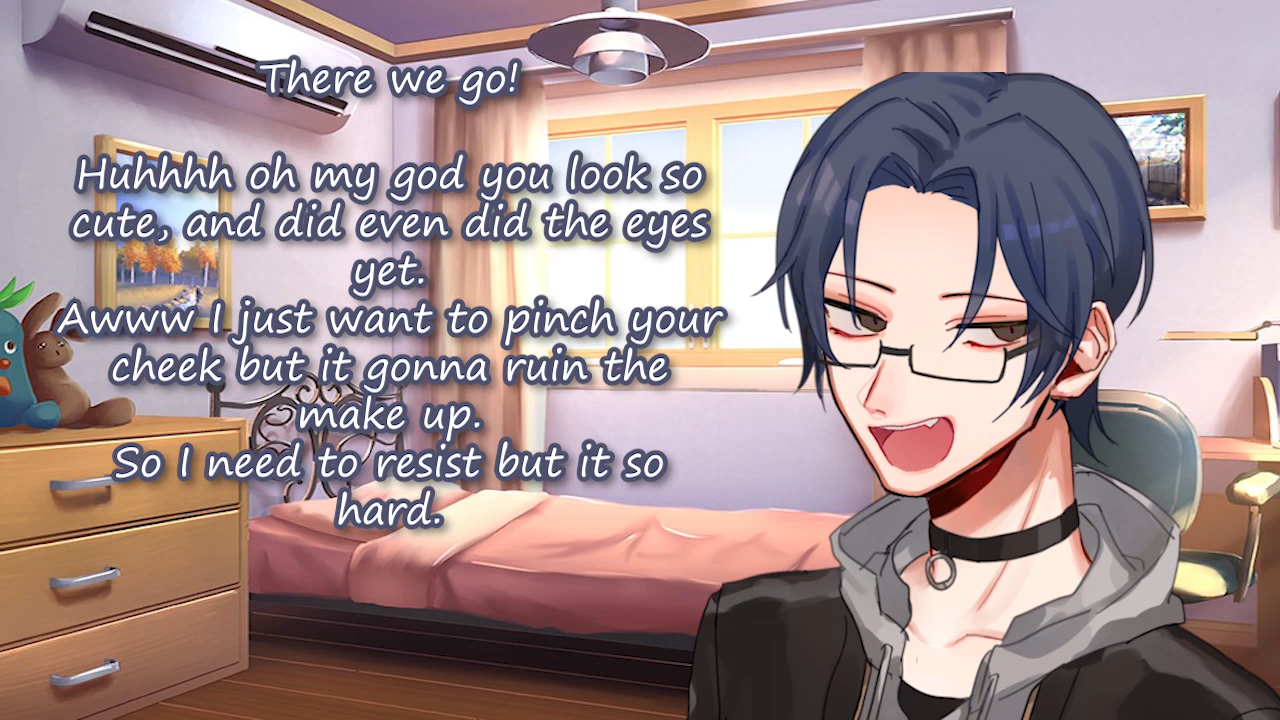 There we go!
Huhhhh oh my god you look so
cute, and did even did the eyes
yet.
Awww I just want to pinch your
cheek but it gonna ruin the
make up.
So I need to resist but it so
hard.